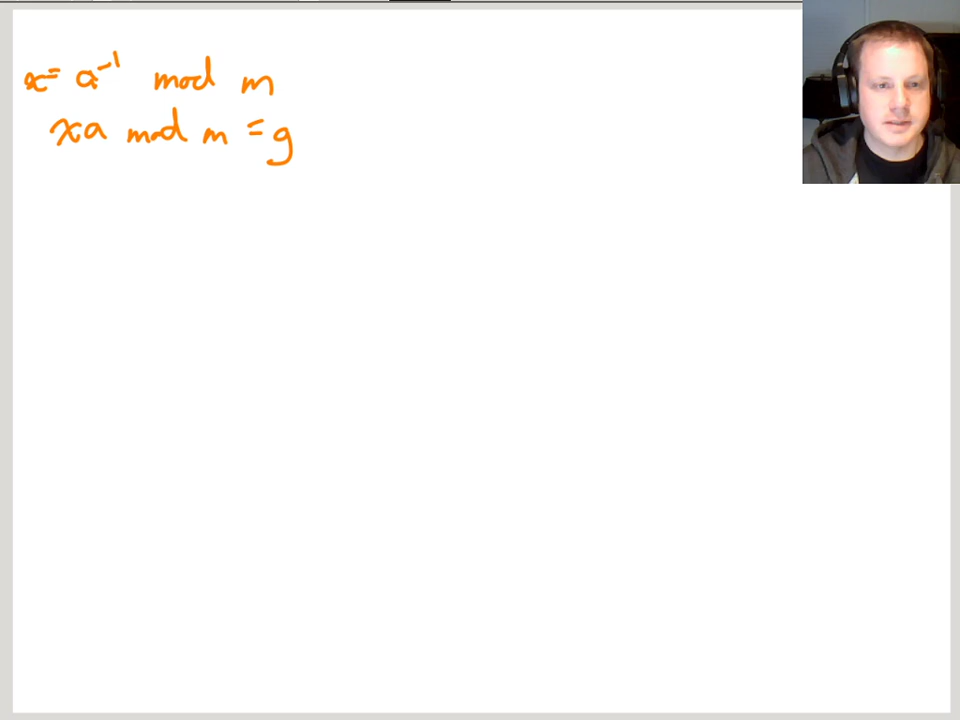 x = a⁻¹ mod m
xa mod m = g